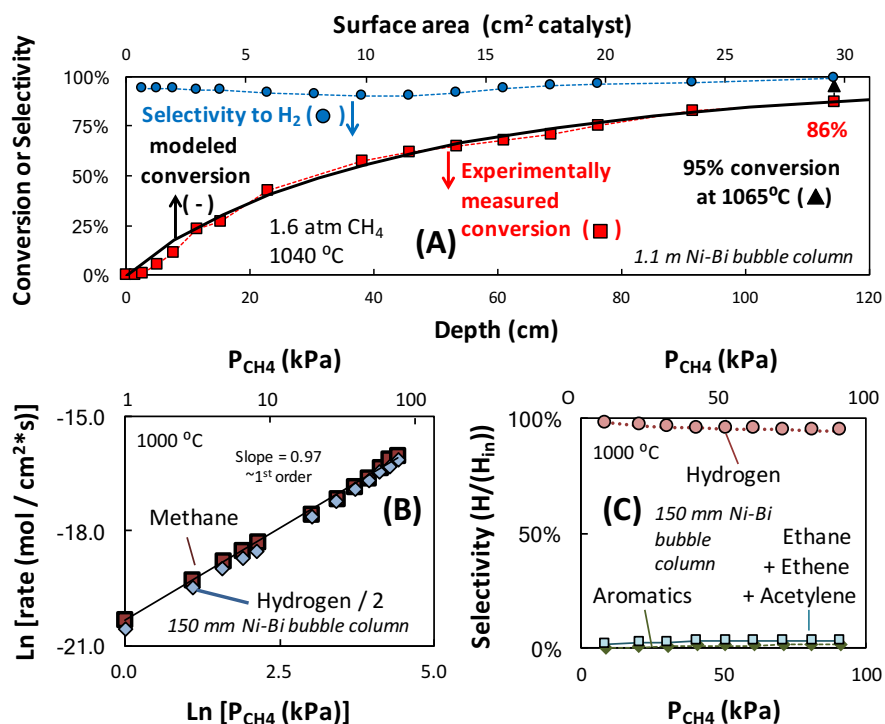 Surface area (cm² catalyst)
0 5 10 15 20 25 30
Conversion or Selectivity
100%
75%
50%
25%
0%
Selectivity to H₂ ( )
modeled
conversion
( - )
1.6 atm CH₄
1040 ⁰C
(A)
Experimentally
measured
conversion ( )
86%
95% conversion
at 1065⁰C (▲)
1.1 m Ni-Bi bubble column
0 20 40 60 80 100 120
Depth (cm)
P_CH4 (kPa)
1 10 100
Ln [rate (mol / cm²*s)]
-15.0
-18.0
-21.0
1000 ⁰C
Slope = 0.97
~1ˢᵗ order
(B)
Methane
Hydrogen / 2
150 mm Ni-Bi bubble column
0.0 2.5 5.0
Ln [P_CH4 (kPa)]
P_CH4 (kPa)
O 50 100
Selectivity (H/(H_in))
100%
50%
0%
1000 ⁰C
Hydrogen
(C)
150 mm Ni-Bi
bubble
column
Ethane
+ Ethene
+ Acetylene
Aromatics
0 50 100
P_CH4 (kPa)